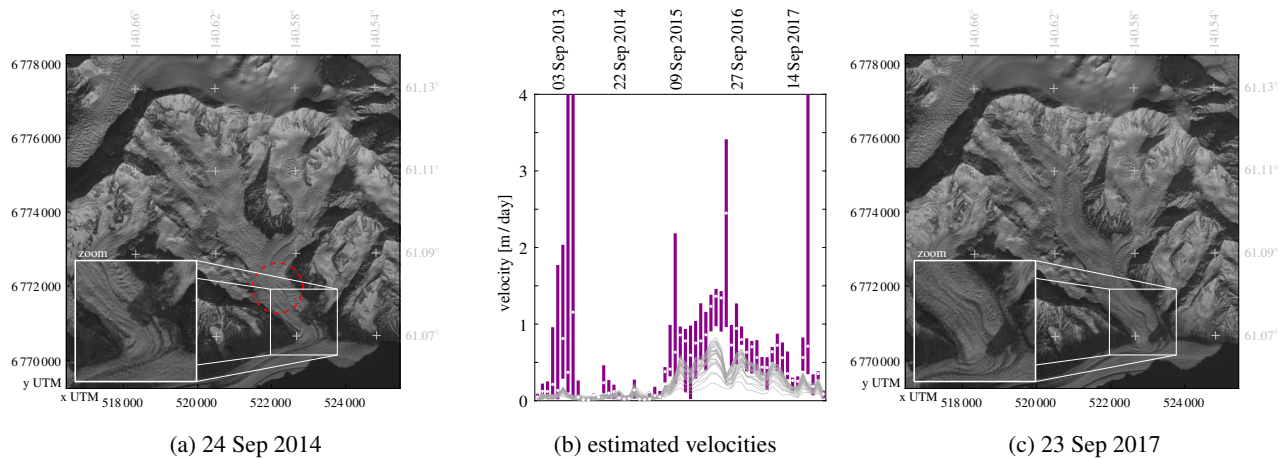 140.66° 140.62° 140.58° 140.54°
6 778 000
6 776 000
6 774 000
6 772 000
6 770 000
y UTM
x UTM
518 000 520 000 522 000 524 000
61.13°
61.11°
61.09°
61.07°
zoom
(a) 24 Sep 2014
03 Sep 2013
22 Sep 2014
09 Sep 2015
27 Sep 2016
14 Sep 2017
velocity [m / day]
4
3
2
1
0
(b) estimated velocities
140.66° 140.62° 140.58° 140.54°
6 778 000
6 776 000
6 774 000
6 772 000
6 770 000
y UTM
x UTM
518 000 520 000 522 000 524 000
61.13°
61.11°
61.09°
61.07°
zoom
(c) 23 Sep 2017